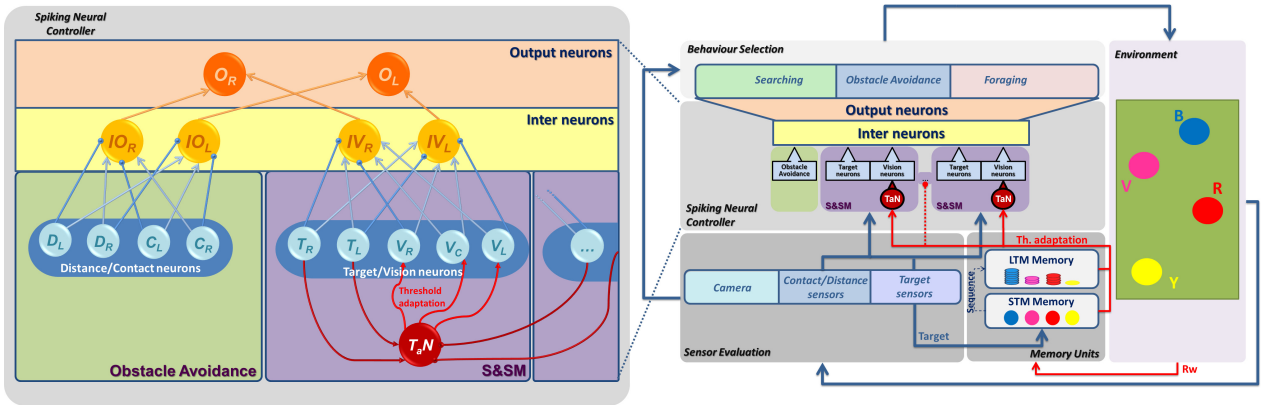 Spiking Neural
Controller
Output neurons
O_R
O_L
Inter neurons
IO_R
IO_L
IV_R
IV_L
D_L
D_R
C_L
C_R
Distance/Contact neurons
T_R
T_L
V_R
V_C
V_L
...
Target/Vision neurons
Threshold
adaptation
T_aN
Obstacle Avoidance
S&SM
Behaviour Selection
Searching
Obstacle Avoidance
Foraging
Output neurons
Inter neurons
Obstacle
Avoidance
Target
neurons
Vision
neurons
...
Target
neurons
Vision
neurons
TaN
TaN
S&SM
S&SM
Spiking Neural
Controller
Th. adaptation
Camera
Contact/Distance
sensors
Target
sensors
Target
Sensor Evaluation
LTM Memory
Sequence
STM Memory
Memory Units
Environment
B
V
R
Y
Rw